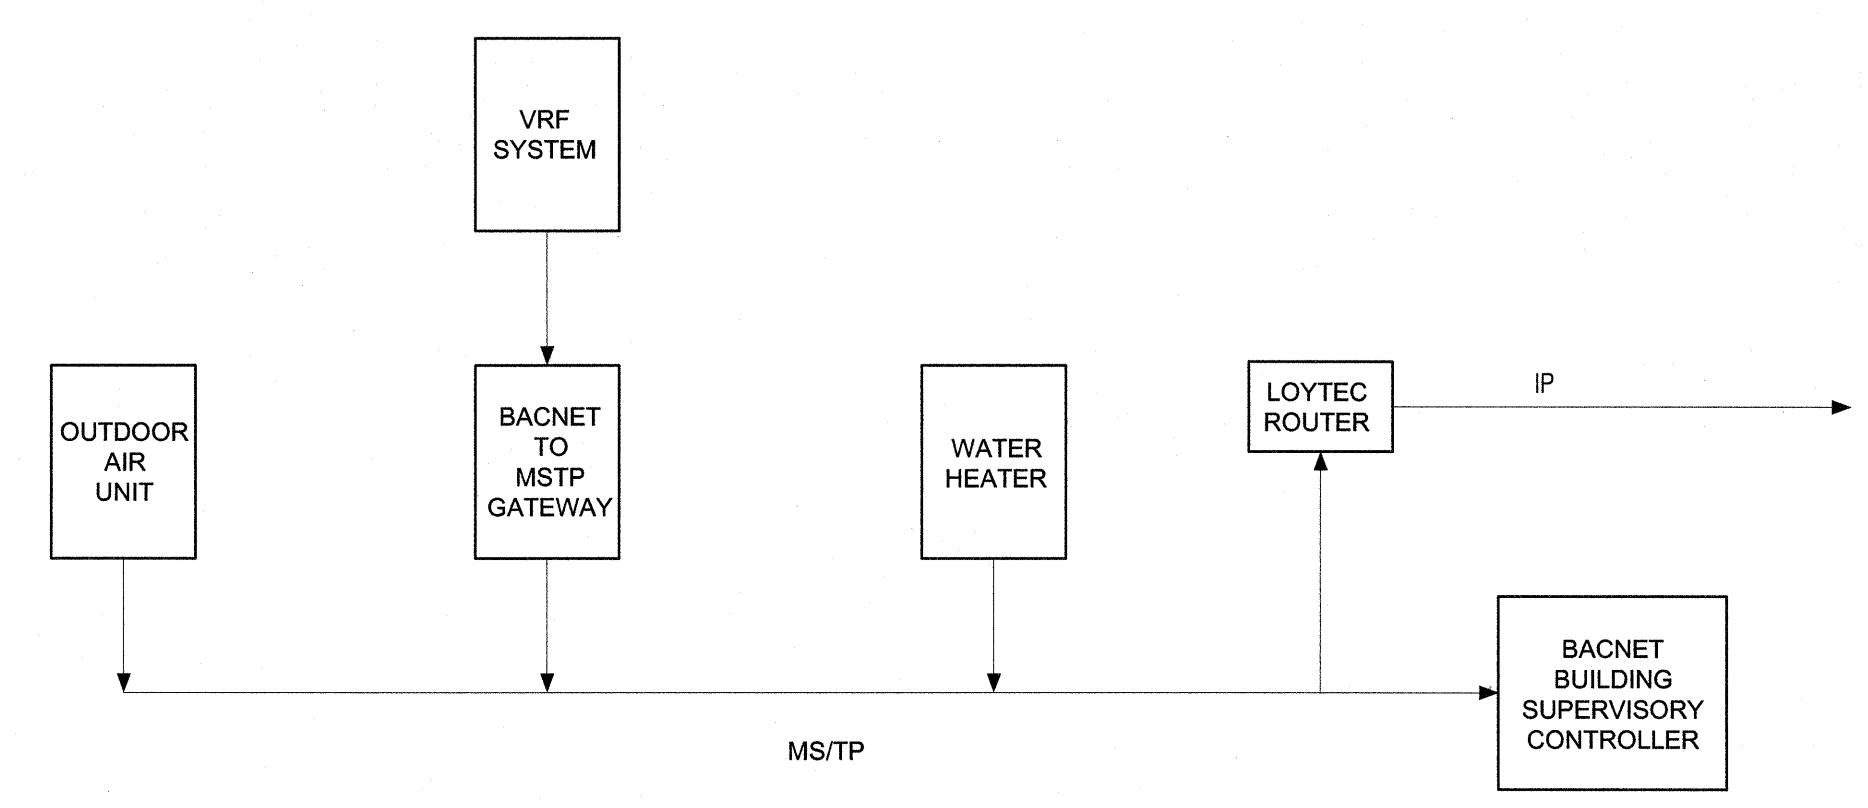 VRF
SYSTEM
OUTDOOR
AIR
UNIT
BACNET
TO
MSTP
GATEWAY
WATER
HEATER
LOYTEC
ROUTER
IP
BACNET
BUILDING
SUPERVISORY
CONTROLLER
MS/TP